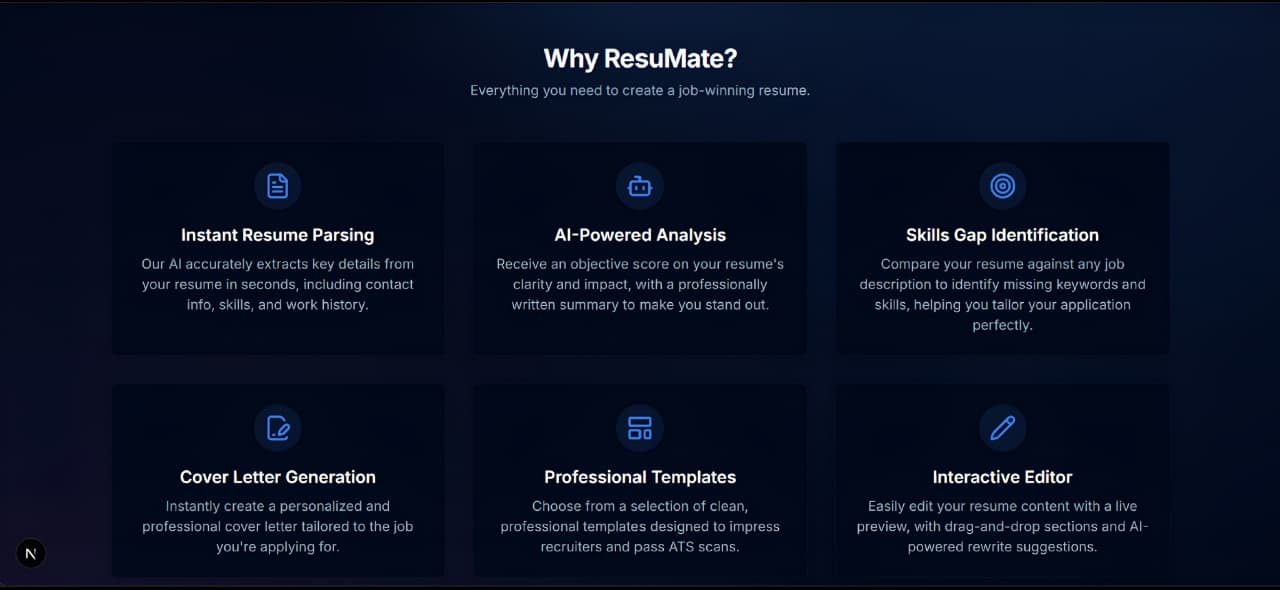 Why ResuMate?
Everything you need to create a job-winning resume.
Instant Resume Parsing
Our AI accurately extracts key details from
your resume in seconds, including contact
info, skills, and work history.
AI-Powered Analysis
Receive an objective score on your resume's
clarity and impact, with a professionally
written summary to make you stand out.
Skills Gap Identification
Compare your resume against any job
description to identify missing keywords and
skills, helping you tailor your application
perfectly.
Cover Letter Generation
Instantly create a personalized and
professional cover letter tailored to the job
you're applying for.
Professional Templates
Choose from a selection of clean,
professional templates designed to impress
recruiters and pass ATS scans.
Interactive Editor
Easily edit your resume content with a live
preview, with drag-and-drop sections and AI-
powered rewrite suggestions.
N